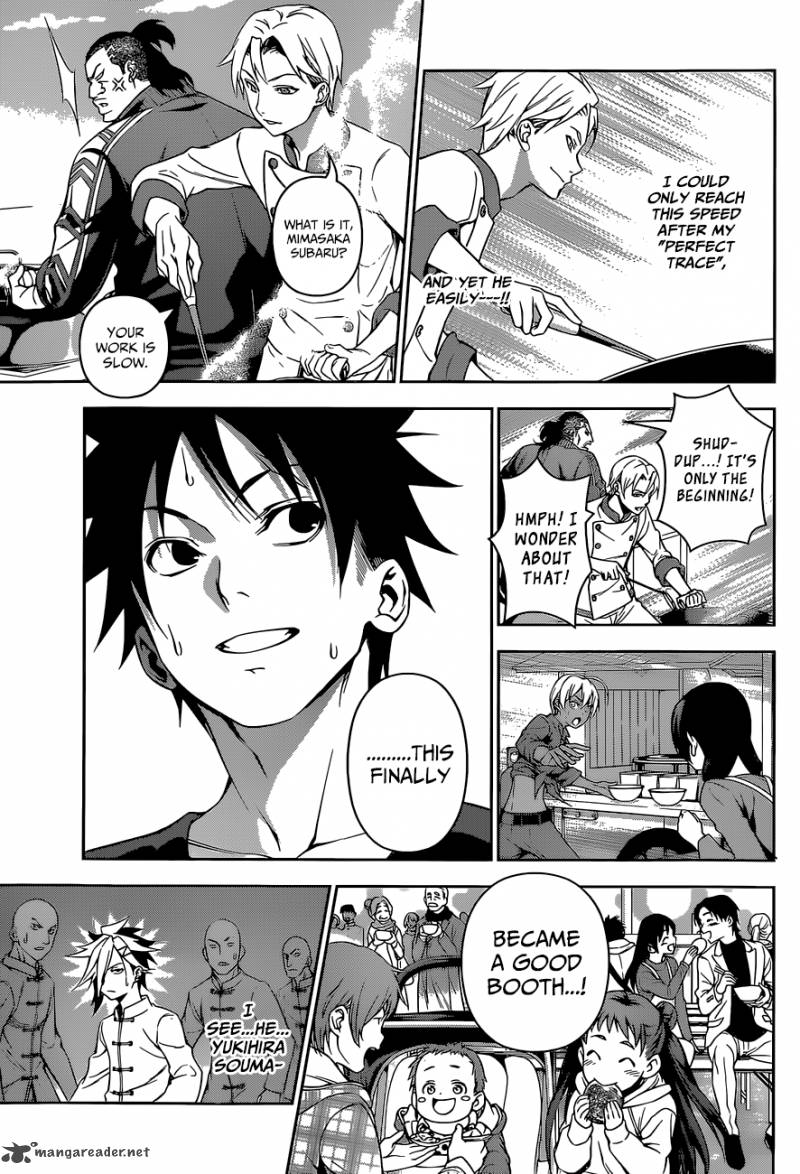 I COULD
ONLY REACH
THIS SPEED
AFTER MY
"PERFECT
TRACE",
AND YET HE
EASILY---!!
WHAT IS IT,
MIMASAKA
SUBARU?
YOUR
WORK IS
SLOW.
SHUD-
DUP...! IT'S
ONLY THE
BEGINNING!
HMPH! I
WONDER
ABOUT
THAT!
.........THIS
FINALLY
BECAME
A GOOD
BOOTH...!
I
SEE...HE...
YUKIHIRA
SOUMA-
mangareader.net